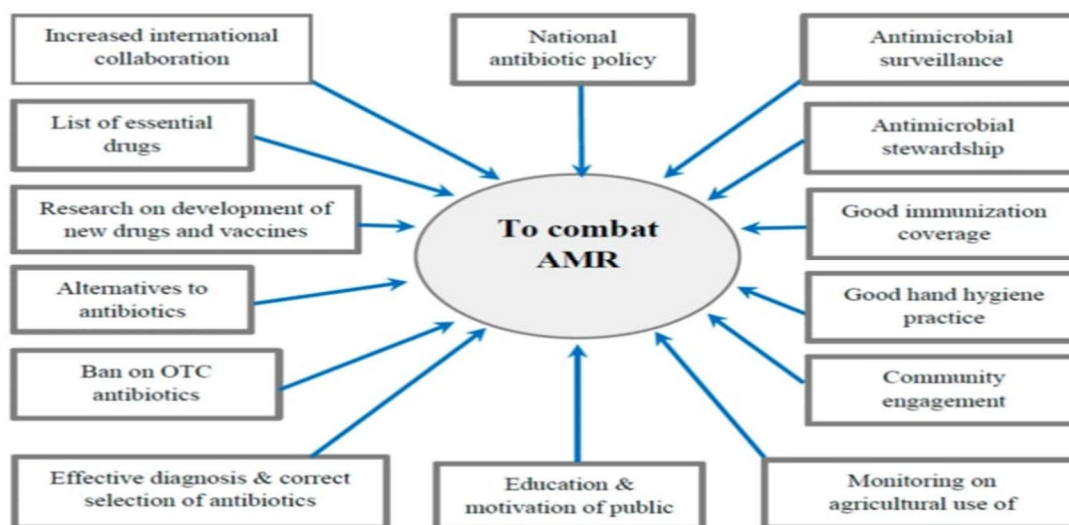 Increased international
collaboration
National
antibiotic policy
Antimicrobial
surveillance
List of essential
drugs
Antimicrobial
stewardship
Research on development of
new drugs and vaccines
To combat
AMR
Good immunization
coverage
Alternatives to
antibiotics
Good hand hygiene
practice
Ban on OTC
antibiotics
Community
engagement
Effective diagnosis & correct
selection of antibiotics
Education &
motivation of public
Monitoring on
agricultural use of